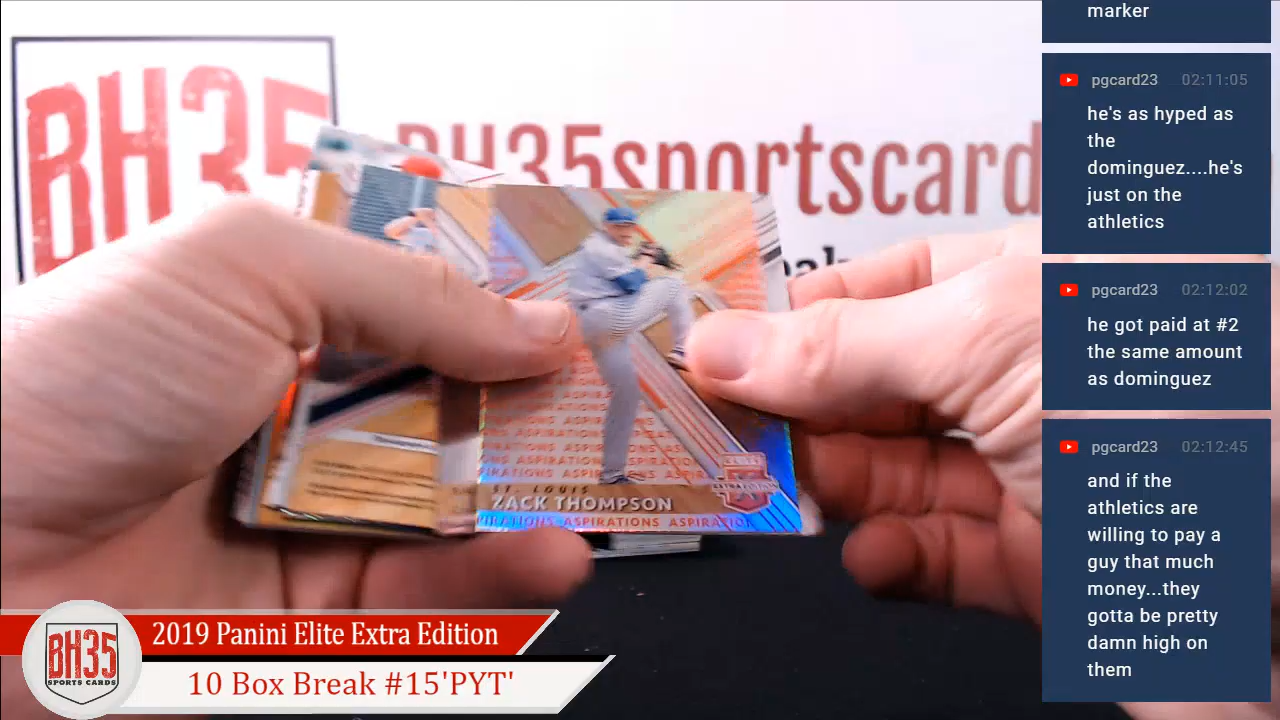 BH35
BH35sportscard
ST. LOUIS
ZACK THOMPSON
ASPIRATIONS ASPIRATION
BH35
SPORTS CARDS
2019 Panini Elite Extra Edition
10 Box Break #15'PYT'
marker
pgcard23 02:11:05
he's as hyped as
the
dominguez....he's
just on the
athletics
pgcard23 02:12:02
he got paid at #2
the same amount
as dominguez
pgcard23 02:12:45
and if the
athletics are
willing to pay a
guy that much
money...they
gotta be pretty
damn high on
them